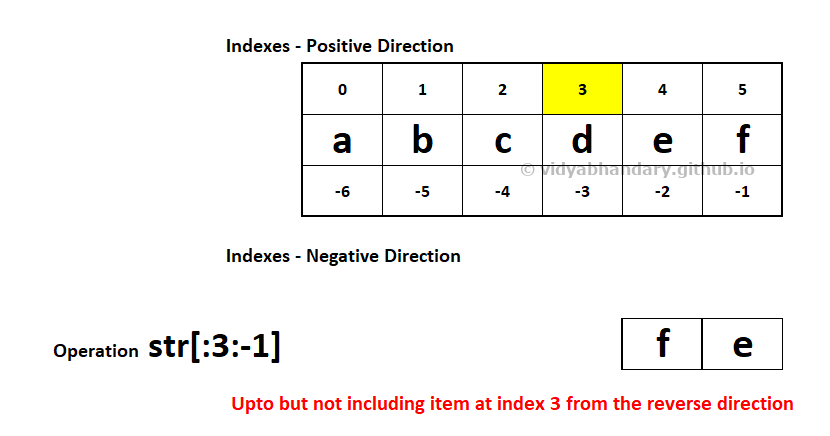 Indexes - Positive Direction
0 1 2 3 4 5
a b c d e f
© vidyabhandary.github.io
-6 -5 -4 -3 -2 -1
Indexes - Negative Direction
Operation str[:3:-1] f e
Upto but not including item at index 3 from the reverse direction